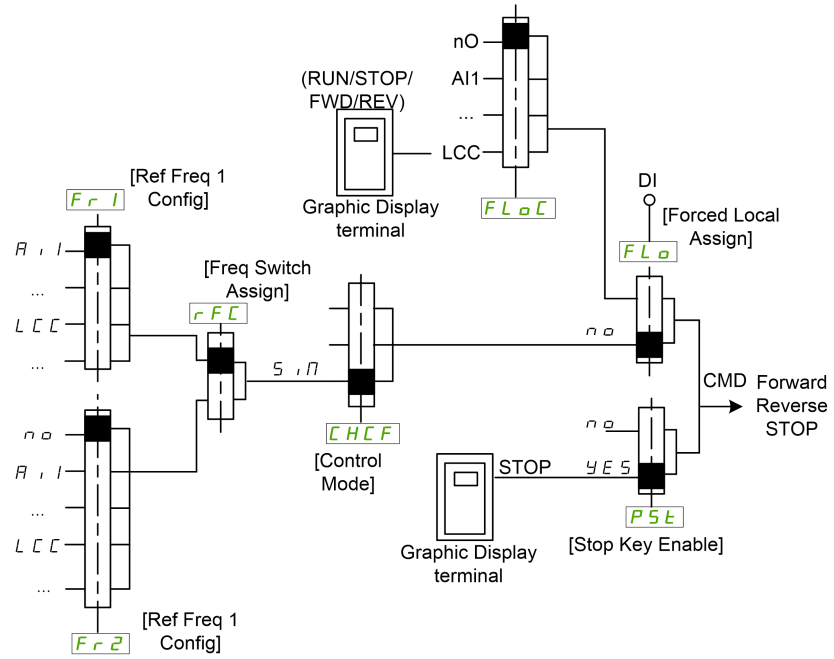 nO
AI1
...
LCC
(RUN/STOP/
FWD/REV)
Graphic Display
terminal
FLoC
DI
[Forced Local
Assign]
FLo
[Ref Freq 1
Config]
Fr1
Ai1
...
LCC
...
[Freq Switch
Assign]
rFC
SiM
no
CHCF
[Control
Mode]
CMD
Forward
Reverse
STOP
no
Ai1
...
LCC
...
no
STOP
YES
PSt
[Stop Key Enable]
Graphic Display
terminal
[Ref Freq 1
Config]
Fr2